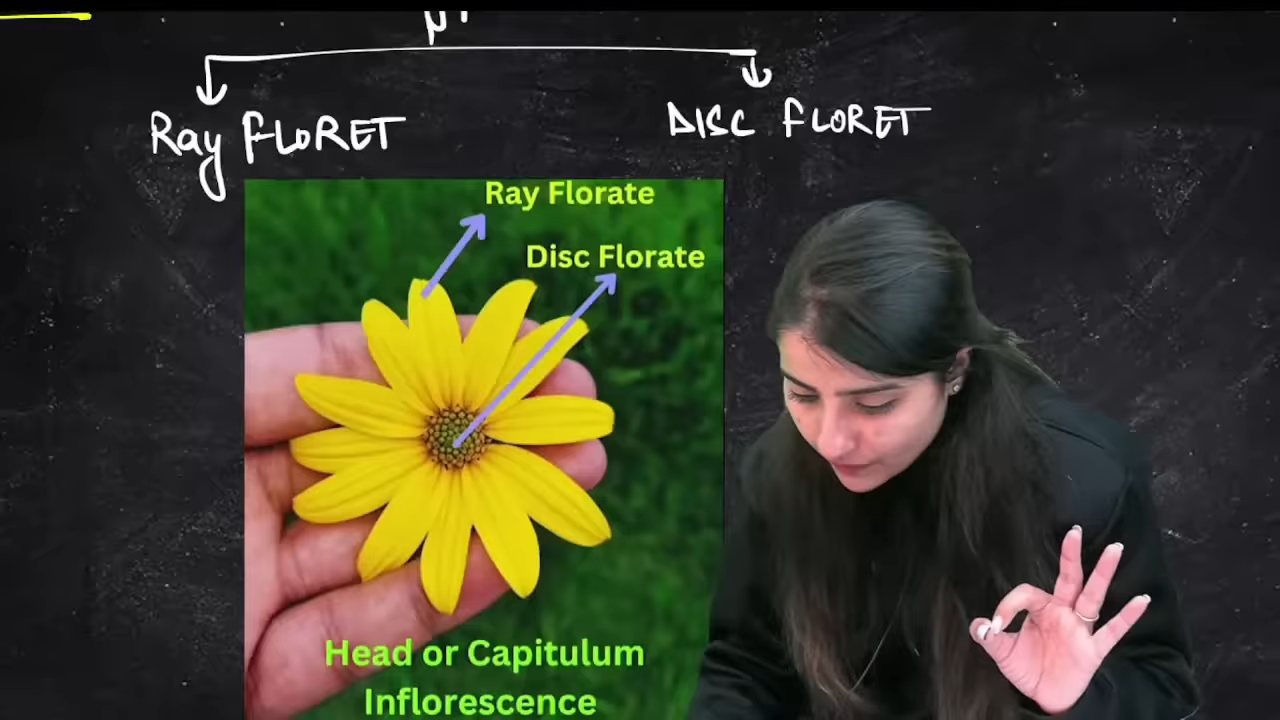 Ray FLORET
DISC FLORET
Ray Florate
Disc Florate
Head or Capitulum
Inflorescence